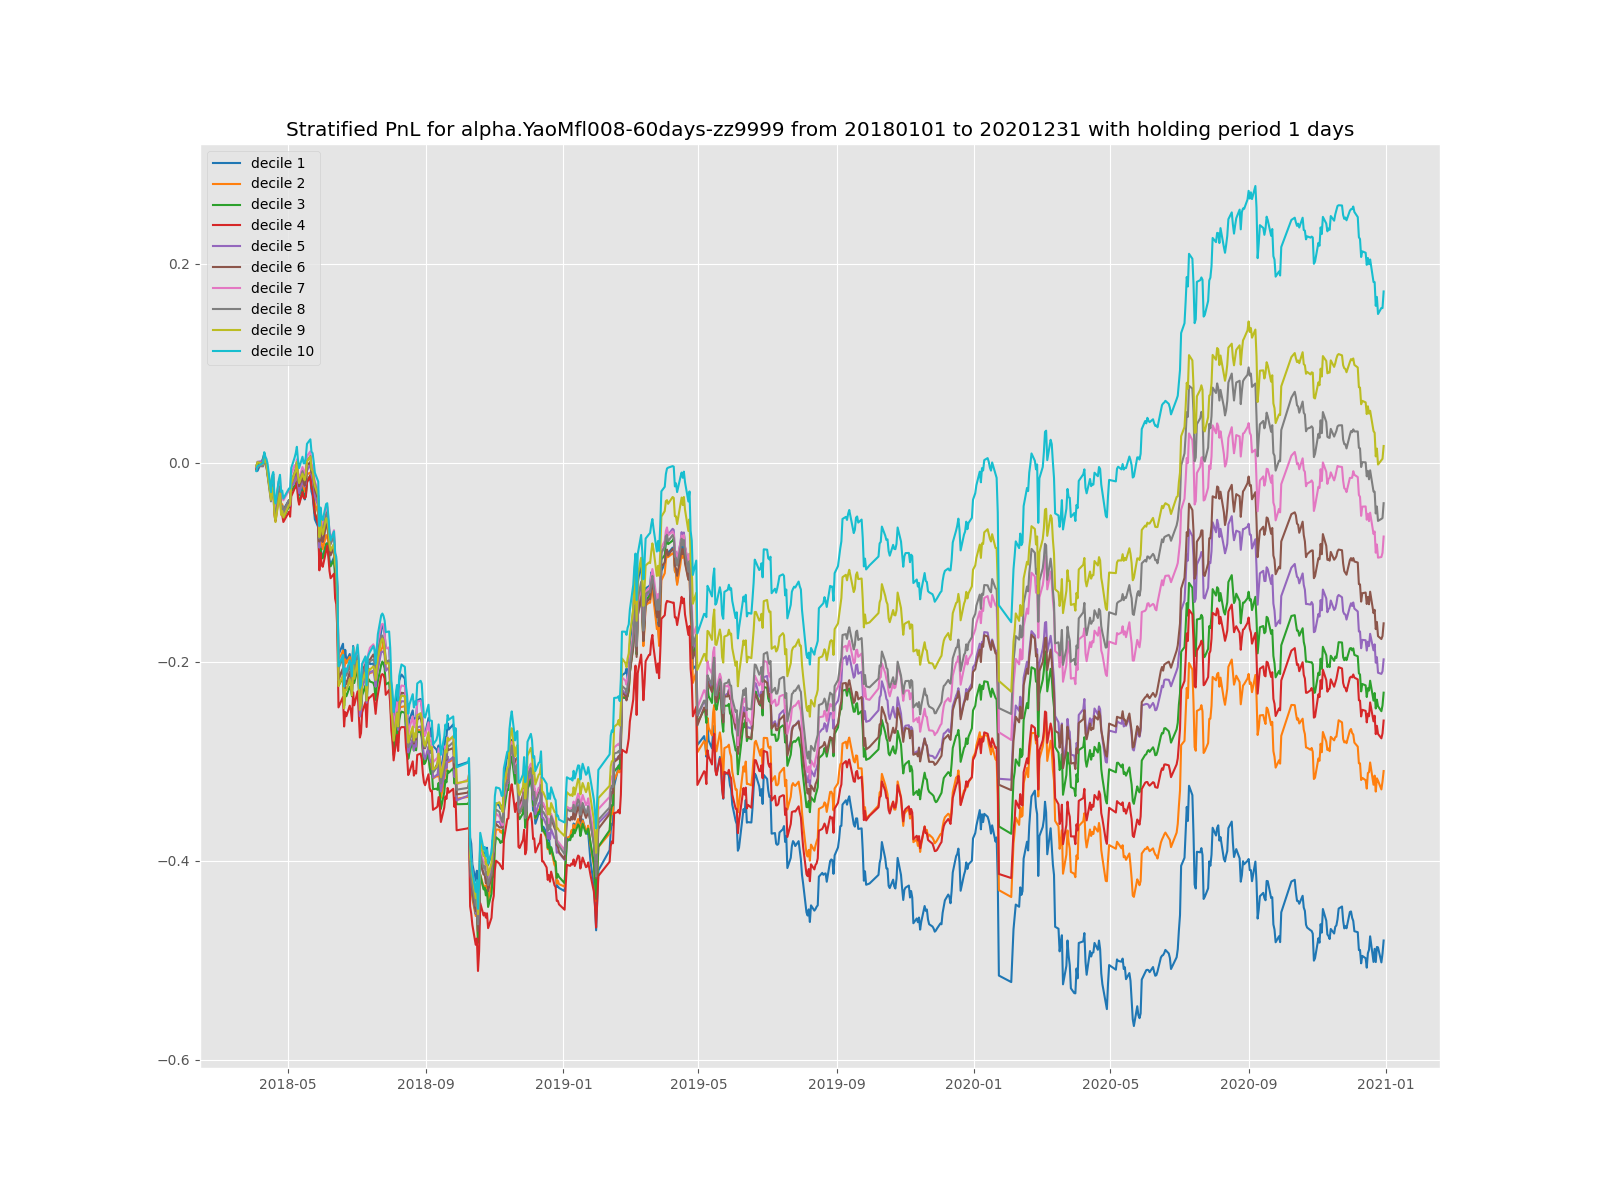 Stratified PnL for alpha.YaoMfl008-60days-zz9999 from 20180101 to 20201231 with holding period 1 days
decile 1
decile 2
decile 3
decile 4
decile 5
decile 6
decile 7
decile 8
decile 9
decile 10
0.2
0.0
−0.2
−0.4
−0.6
2018-05 2018-09 2019-01 2019-05 2019-09 2020-01 2020-05 2020-09 2021-01